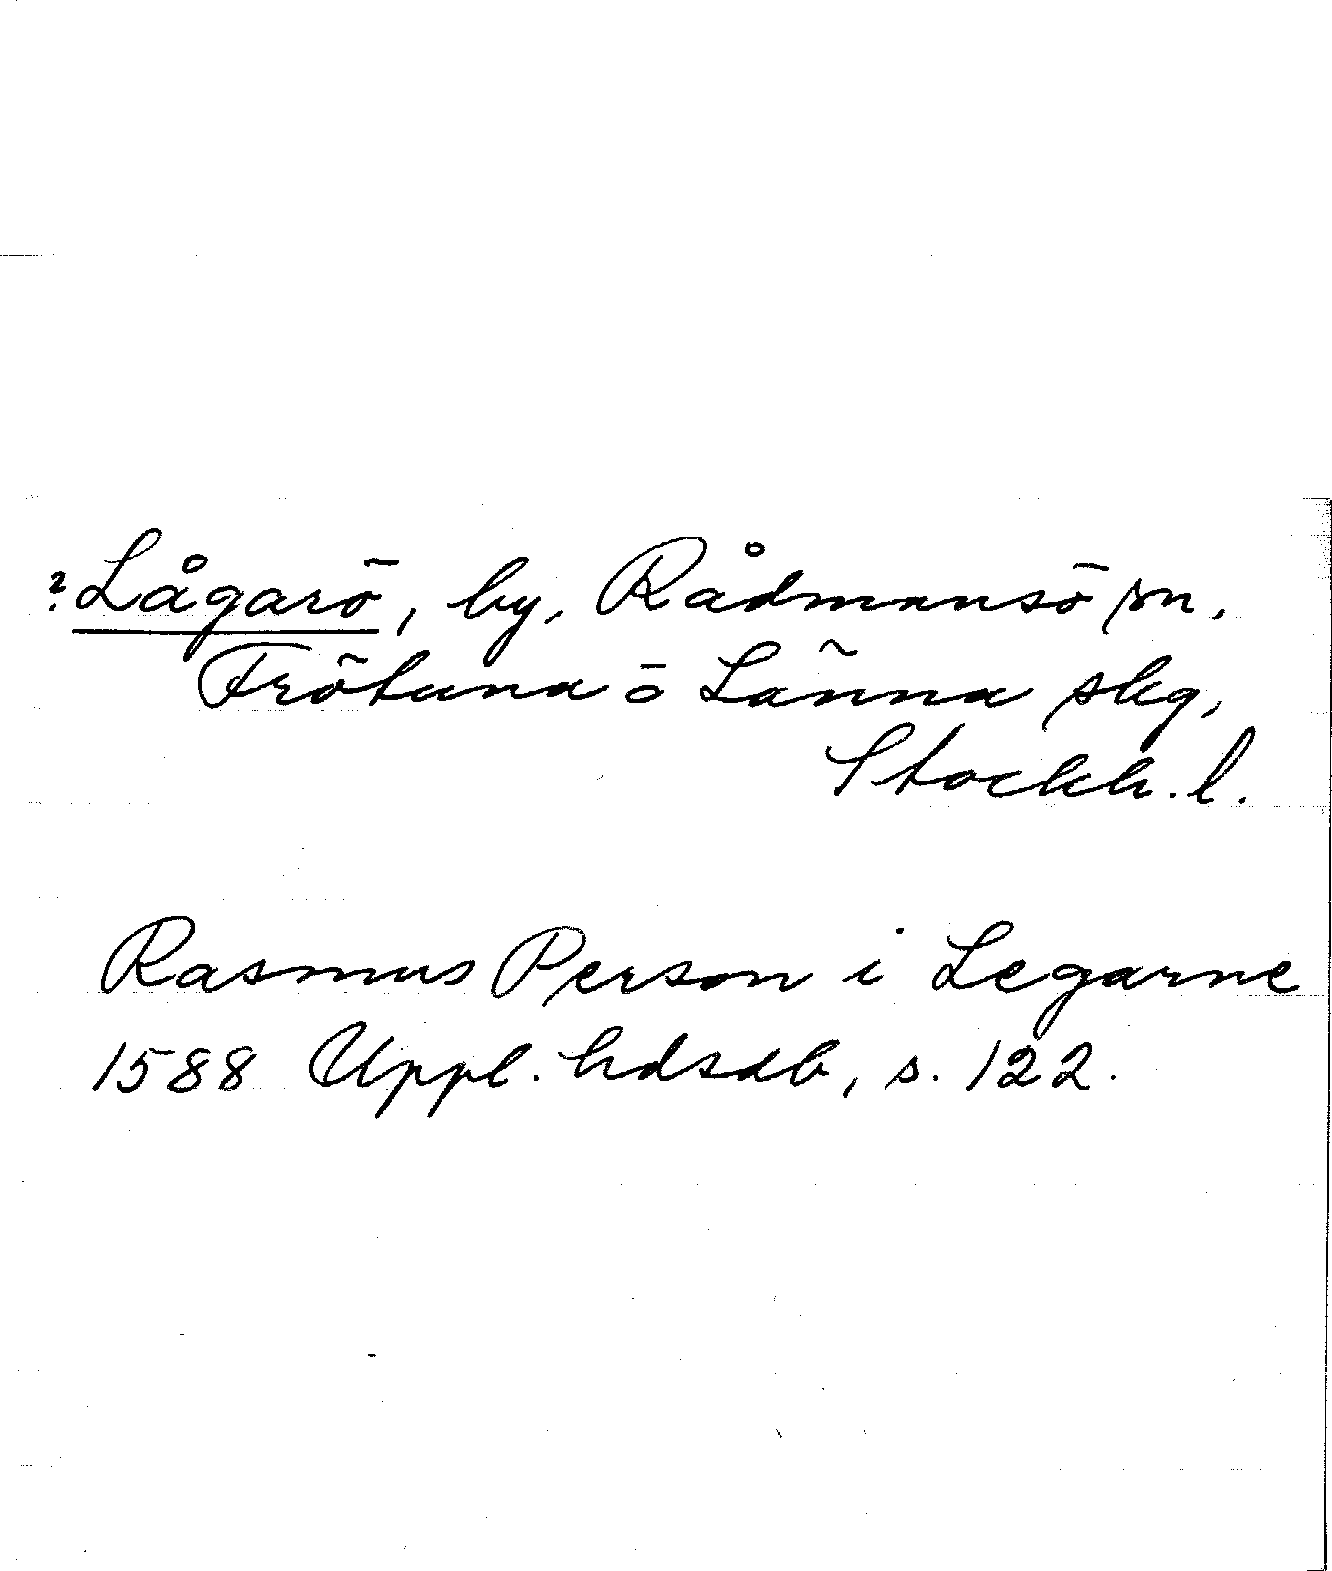 ? Lågarö, by, Rådmansö sn,
Frötuna ö Länna skg,
Stockh. l.
Rasmus Person i Legarne
1588 Uppl. hdsdb, s. 122.